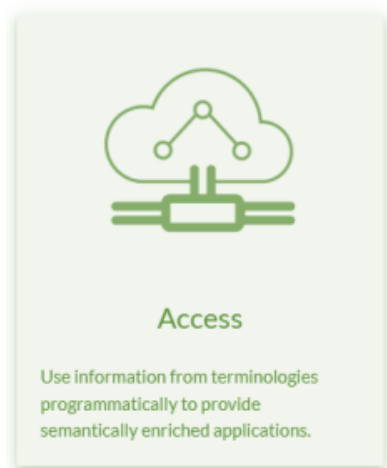 Access
Use information from terminologies
programmatically to provide
semantically enriched applications.